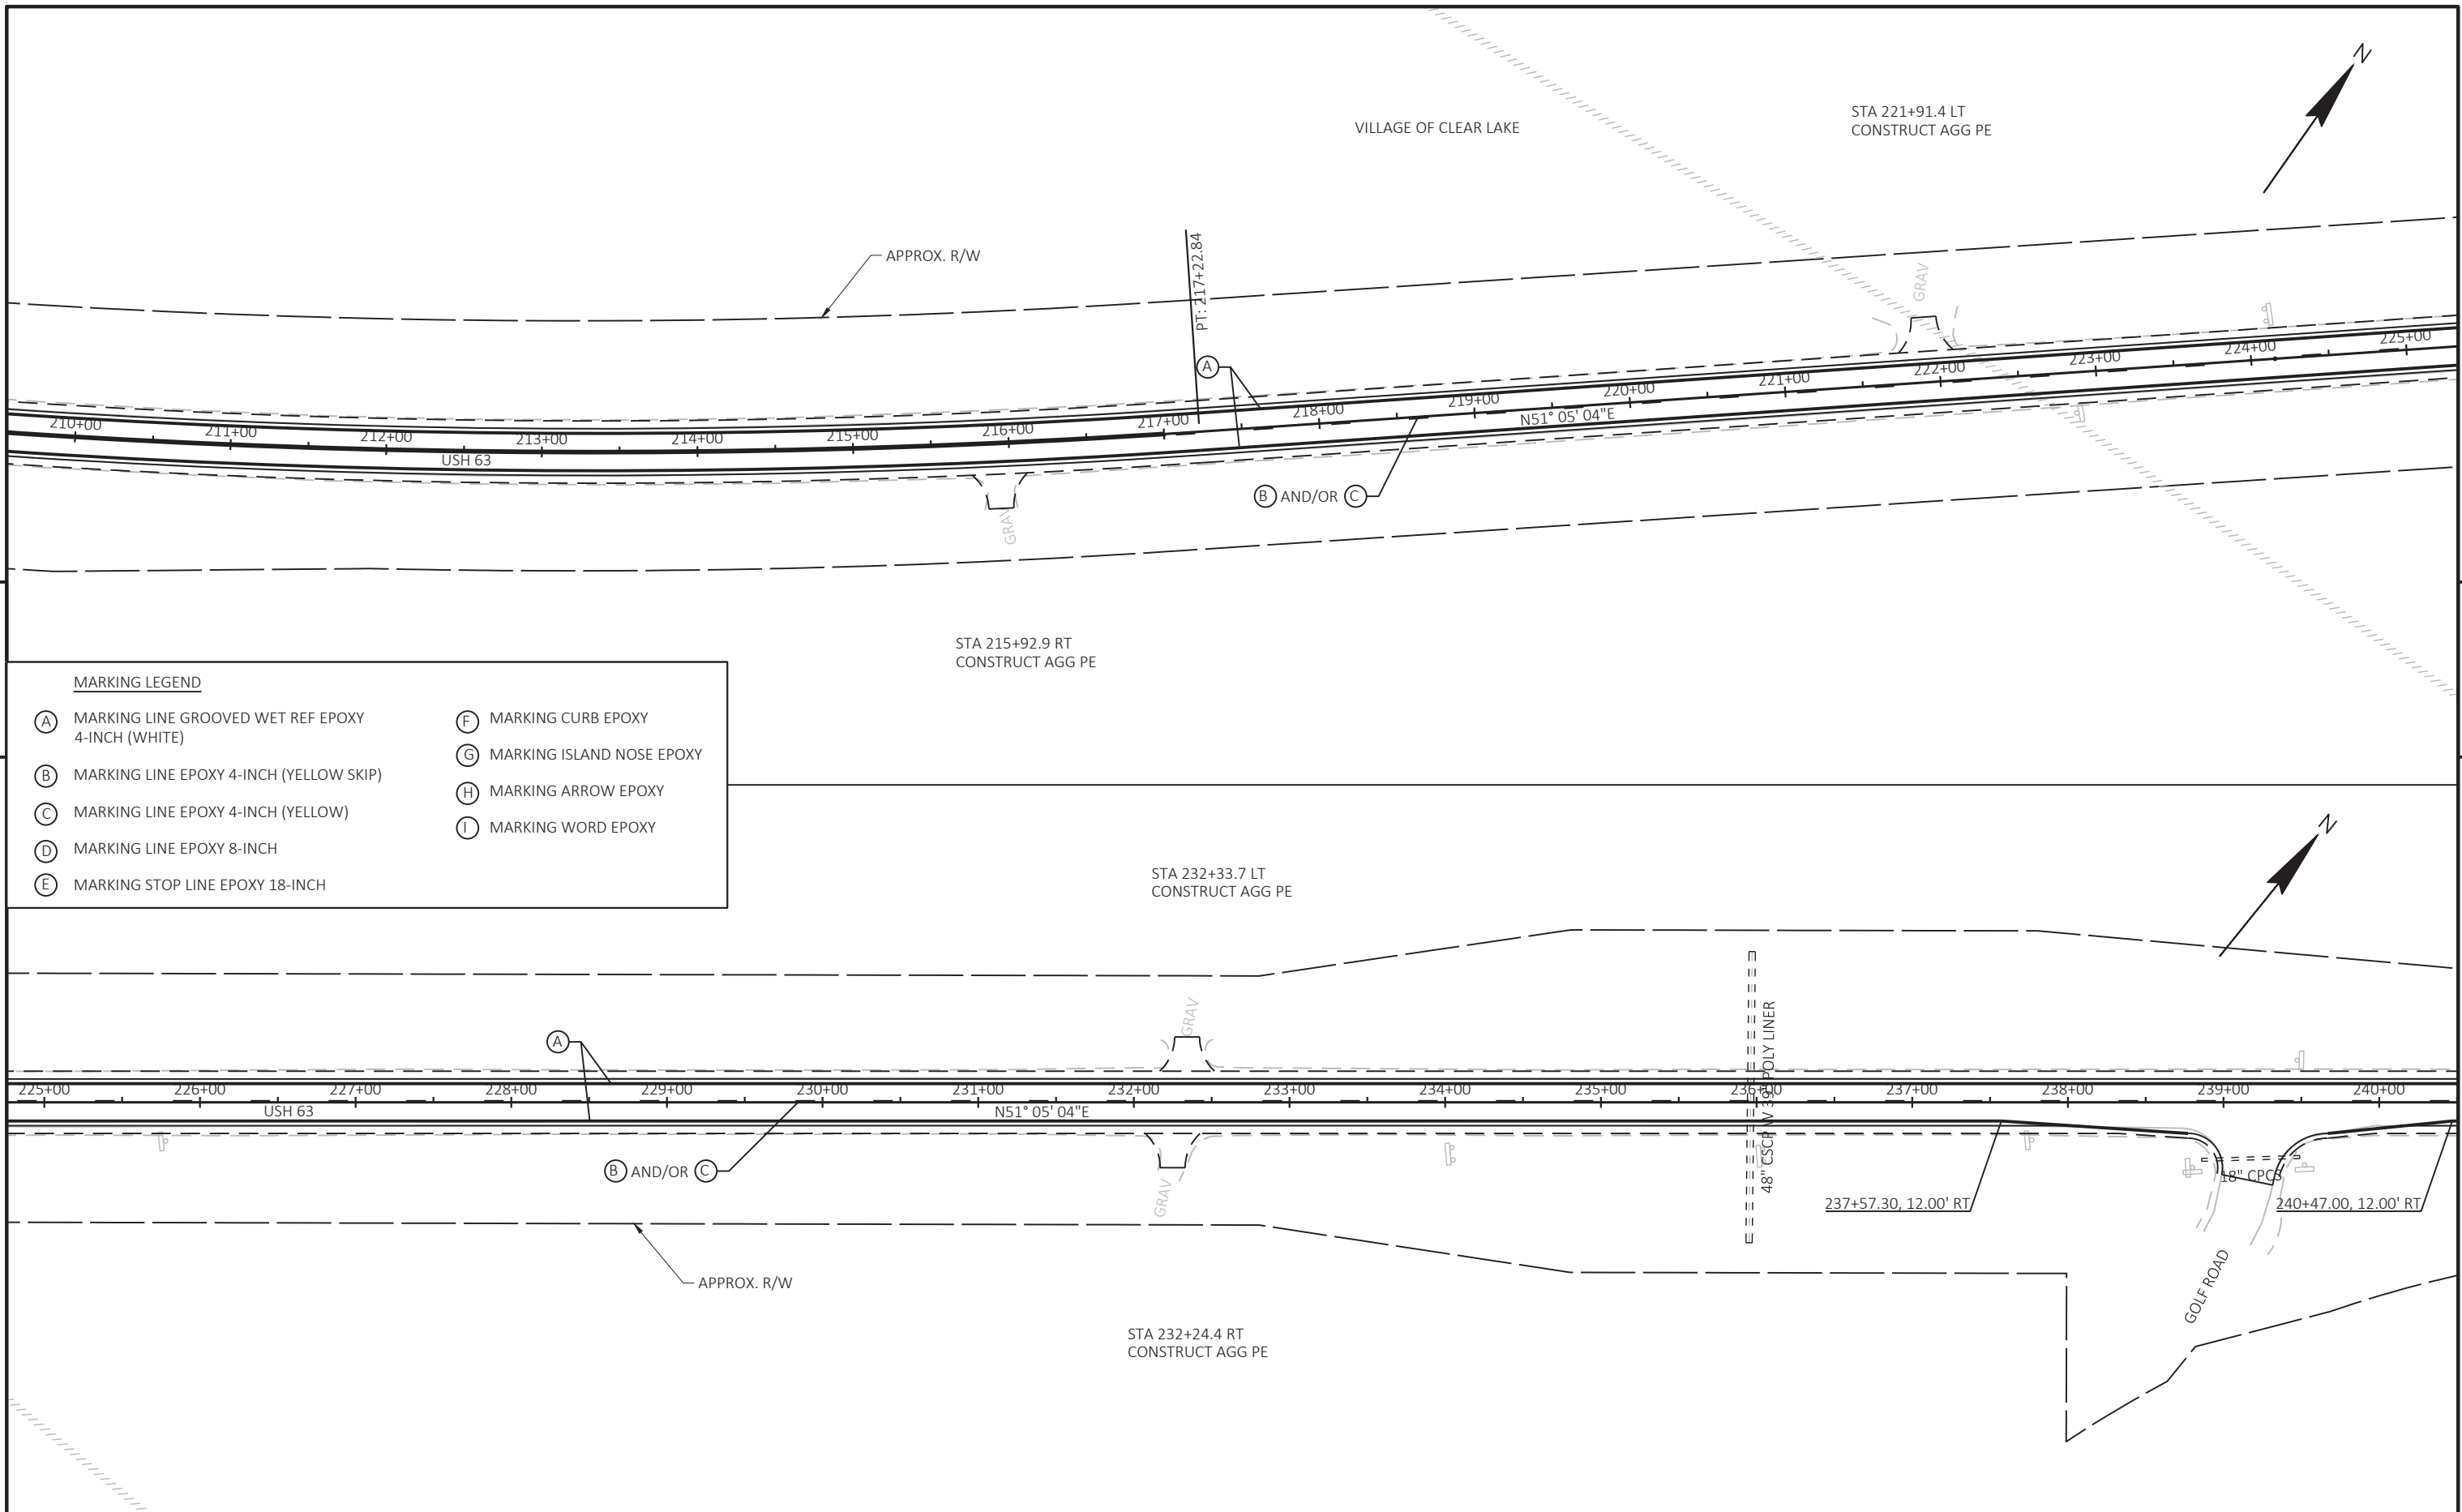 N
STA 221+91.4 LT
CONSTRUCT AGG PE
VILLAGE OF CLEAR LAKE
APPROX. R/W
PT: 217+22.84
GRAV
A
210+00
211+00
212+00
213+00
214+00
215+00
216+00
217+00
218+00
219+00
220+00
221+00
222+00
223+00
224+00
225+00
USH 63
N51° 05' 04"E
B AND/OR C
GRAV
STA 215+92.9 RT
CONSTRUCT AGG PE
MARKING LEGEND
A MARKING LINE GROOVED WET REF EPOXY
4-INCH (WHITE)
B MARKING LINE EPOXY 4-INCH (YELLOW SKIP)
C MARKING LINE EPOXY 4-INCH (YELLOW)
D MARKING LINE EPOXY 8-INCH
E MARKING STOP LINE EPOXY 18-INCH
F MARKING CURB EPOXY
G MARKING ISLAND NOSE EPOXY
H MARKING ARROW EPOXY
I MARKING WORD EPOXY
N
STA 232+33.7 LT
CONSTRUCT AGG PE
GRAV
A
225+00
226+00
227+00
228+00
229+00
230+00
231+00
232+00
233+00
234+00
235+00
236+00
237+00
238+00
239+00
240+00
USH 63
N51° 05' 04"E
B AND/OR C
GRAV
48" CSCP W 39" POLY LINER
18" CPCS
237+57.30, 12.00' RT
240+47.00, 12.00' RT
GOLF ROAD
APPROX. R/W
STA 232+24.4 RT
CONSTRUCT AGG PE